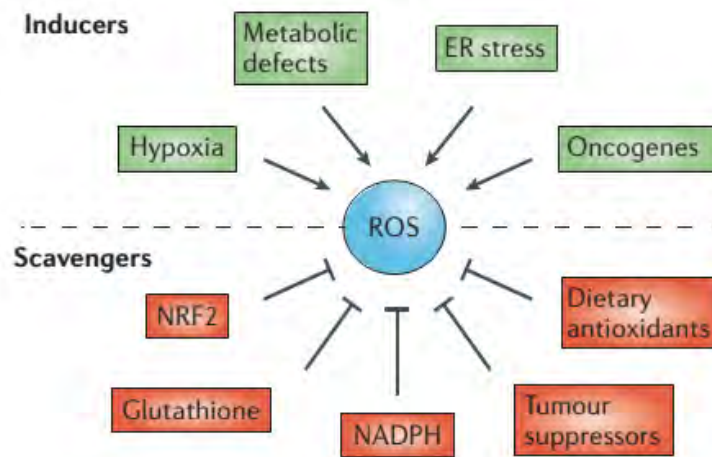 Inducers
Metabolic
defects
ER stress
Hypoxia
Oncogenes
ROS
Scavengers
NRF2
Dietary
antioxidants
Glutathione
NADPH
Tumour
suppressors